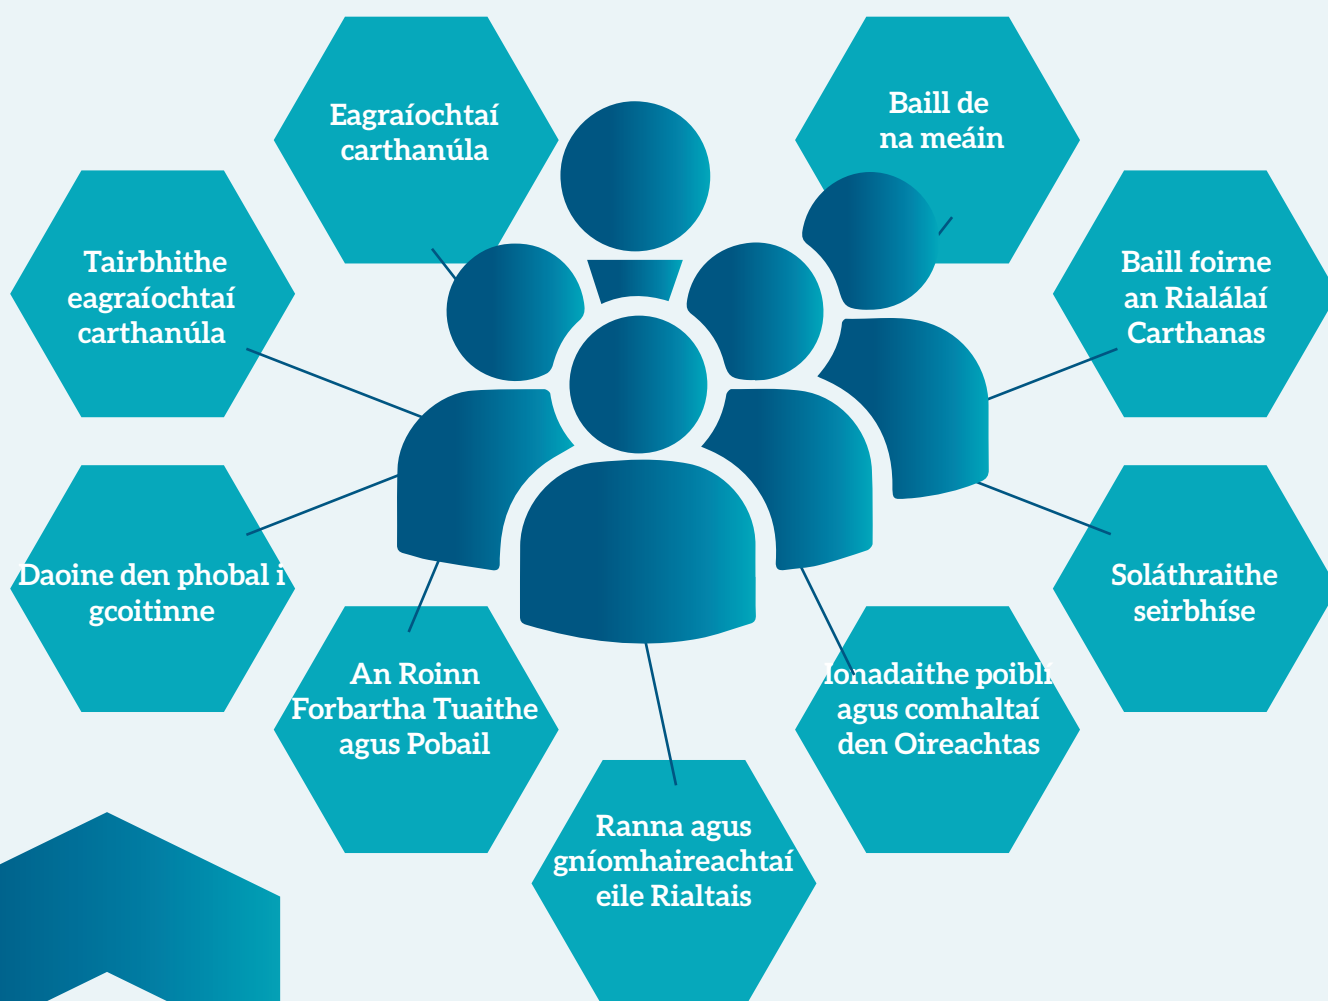 Eagraíochtaí
carthanúla
Baill de
na meáin
Tairbhithe
eagraíochtaí
carthanúla
Baill foirne
an Rialálaí
Carthanas
Daoine den phobal i
gcoitinne
Soláthraithe
seirbhíse
An Roinn
Forbartha Tuaithe
agus Pobail
Ionadaithe poiblí
agus comhaltaí
den Oireachtas
Ranna agus
gníomhaireachtaí
eile Rialtais